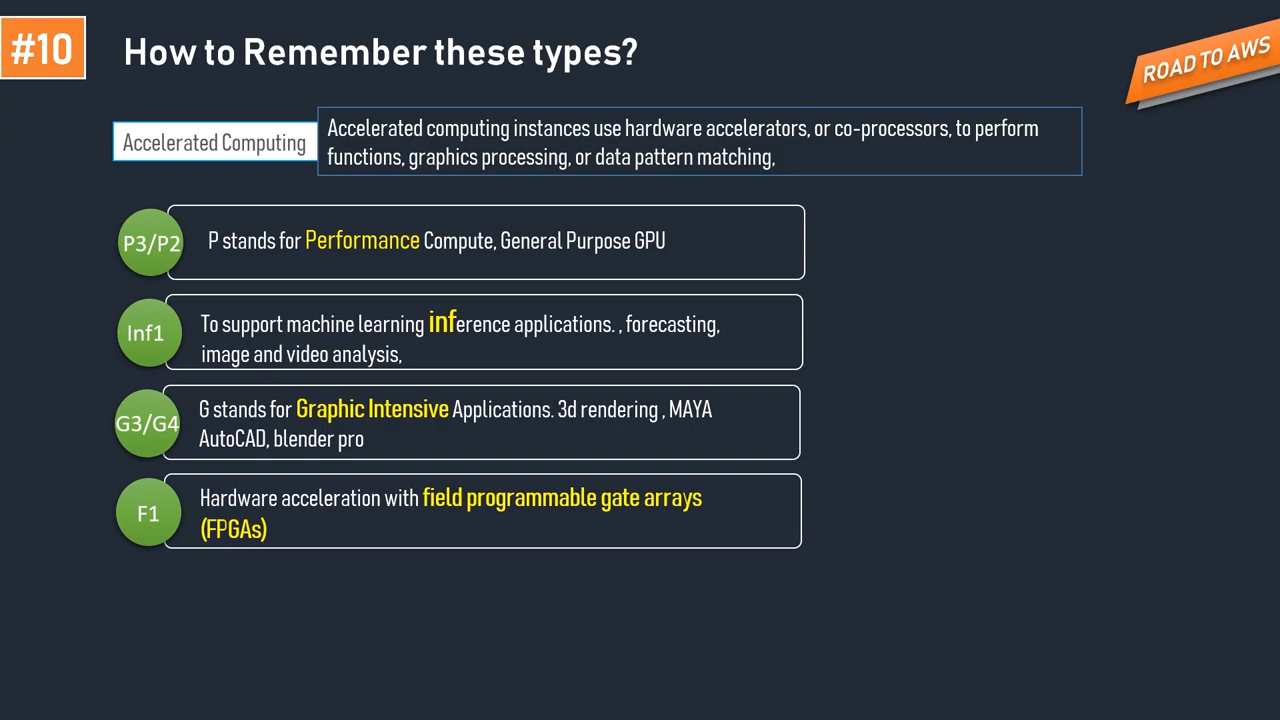 #10
How to Remember these types?
ROAD TO AWS
Accelerated Computing
Accelerated computing instances use hardware accelerators, or co-processors, to perform
functions, graphics processing, or data pattern matching,
P3/P2
P stands for Performance Compute, General Purpose GPU
Inf1
To support machine learning inference applications. , forecasting,
image and video analysis,
G3/G4
G stands for Graphic Intensive Applications. 3d rendering , MAYA
AutoCAD, blender pro
F1
Hardware acceleration with field programmable gate arrays
(FPGAs)